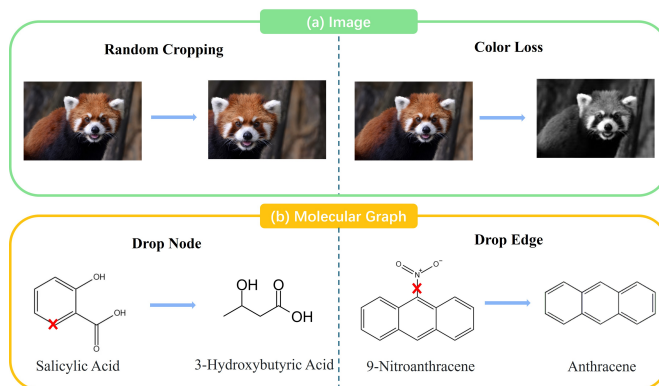 (a) Image
Random Cropping
Color Loss
(b) Molecular Graph
Drop Node
Drop Edge
OH
OH
O
OH
O
OH
O
N+
O−
Salicylic Acid
3-Hydroxybutyric Acid
9-Nitroanthracene
Anthracene